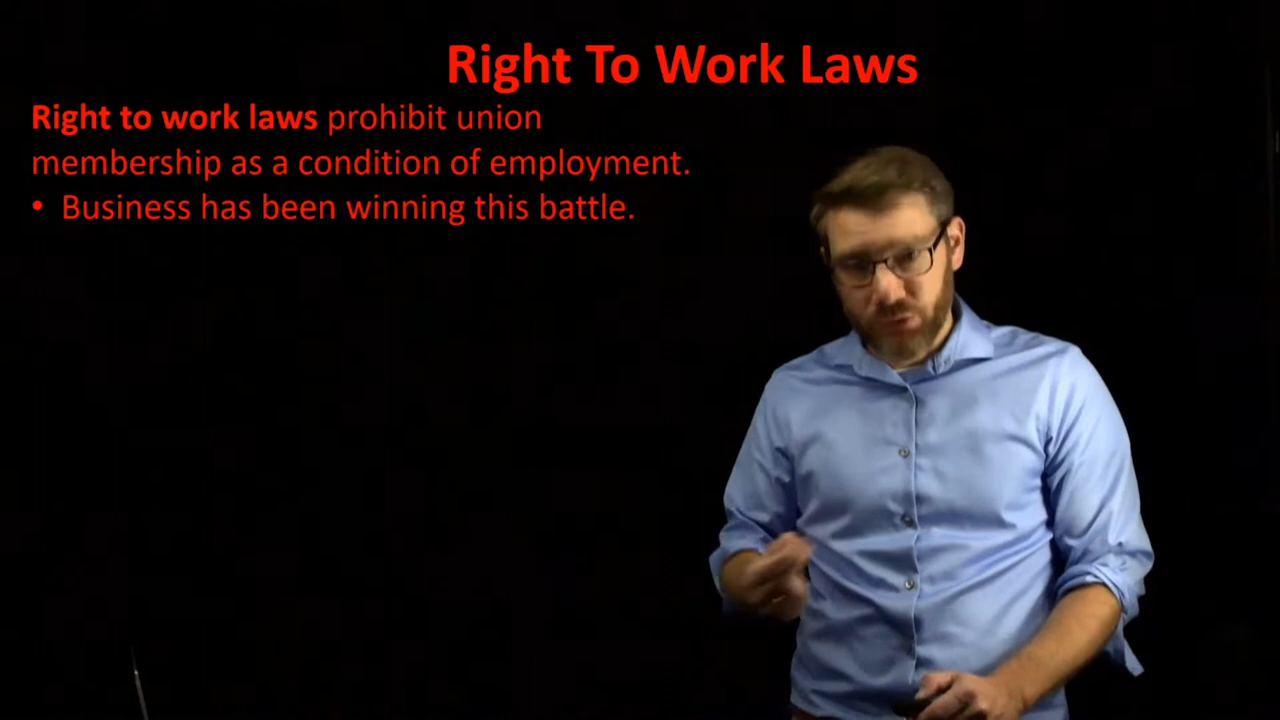 Right To Work Laws
Right to work laws prohibit union
membership as a condition of employment.
• Business has been winning this battle.